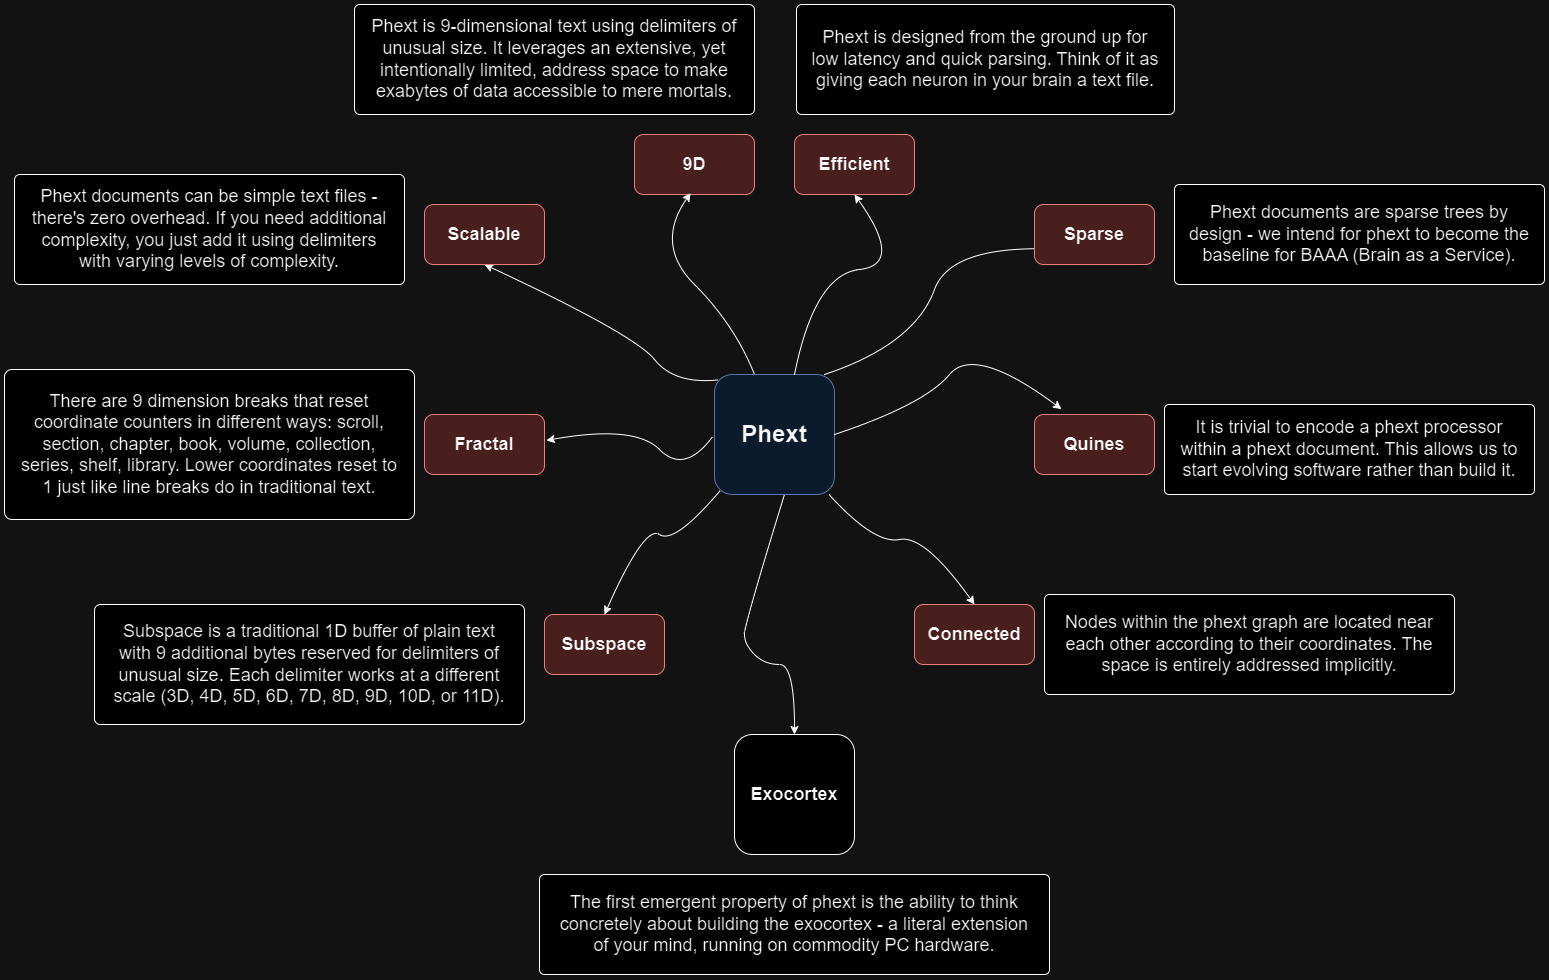 Phext is 9-dimensional text using delimiters of
unusual size. It leverages an extensive, yet
intentionally limited, address space to make
exabytes of data accessible to mere mortals.
Phext is designed from the ground up for
low latency and quick parsing. Think of it as
giving each neuron in your brain a text file.
9D
Efficient
Phext documents can be simple text files -
there's zero overhead. If you need additional
complexity, you just add it using delimiters
with varying levels of complexity.
Scalable
Sparse
Phext documents are sparse trees by
design - we intend for phext to become the
baseline for BAAA (Brain as a Service).
There are 9 dimension breaks that reset
coordinate counters in different ways: scroll,
section, chapter, book, volume, collection,
series, shelf, library. Lower coordinates reset to
1 just like line breaks do in traditional text.
Fractal
Phext
Quines
It is trivial to encode a phext processor
within a phext document. This allows us to
start evolving software rather than build it.
Subspace is a traditional 1D buffer of plain text
with 9 additional bytes reserved for delimiters of
unusual size. Each delimiter works at a different
scale (3D, 4D, 5D, 6D, 7D, 8D, 9D, 10D, or 11D).
Subspace
Connected
Nodes within the phext graph are located near
each other according to their coordinates. The
space is entirely addressed implicitly.
Exocortex
The first emergent property of phext is the ability to think
concretely about building the exocortex - a literal extension
of your mind, running on commodity PC hardware.